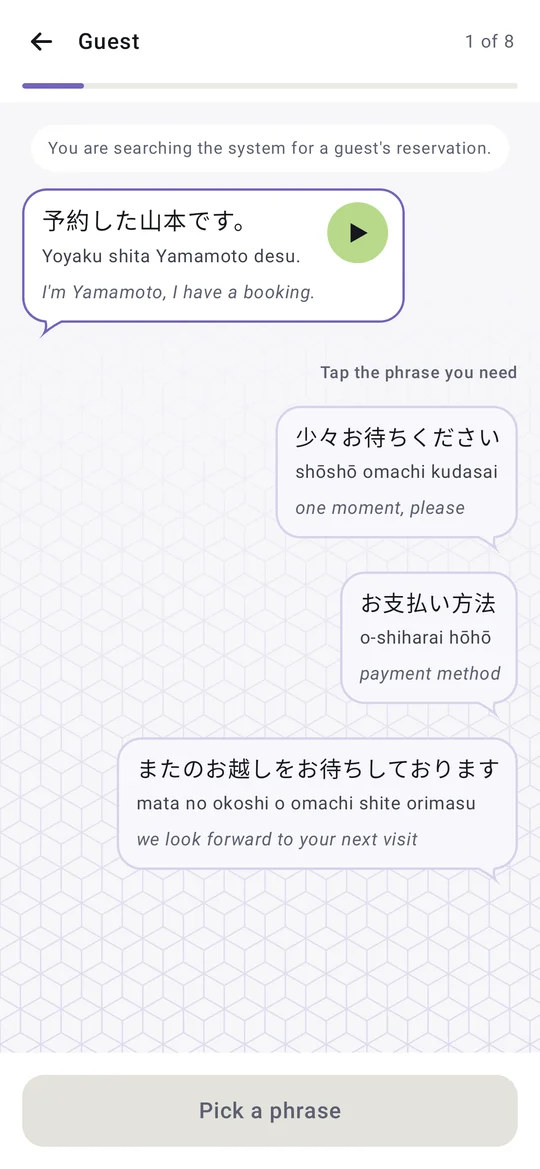 Guest
1 of 8
You are searching the system for a guest's reservation.
予約した山本です。
Yoyaku shita Yamamoto desu.
I'm Yamamoto, I have a booking.
Tap the phrase you need
少々お待ちください
shōshō omachi kudasai
one moment, please
お支払い方法
o-shiharai hōhō
payment method
またのお越しをお待ちしております
mata no okoshi o omachi shite orimasu
we look forward to your next visit
Pick a phrase